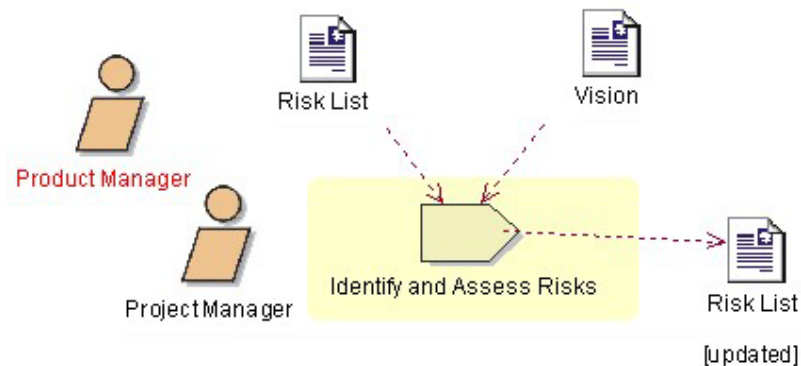 Risk List
Vision
Product Manager
Project Manager
Identify and Assess Risks
Risk List
[updated]